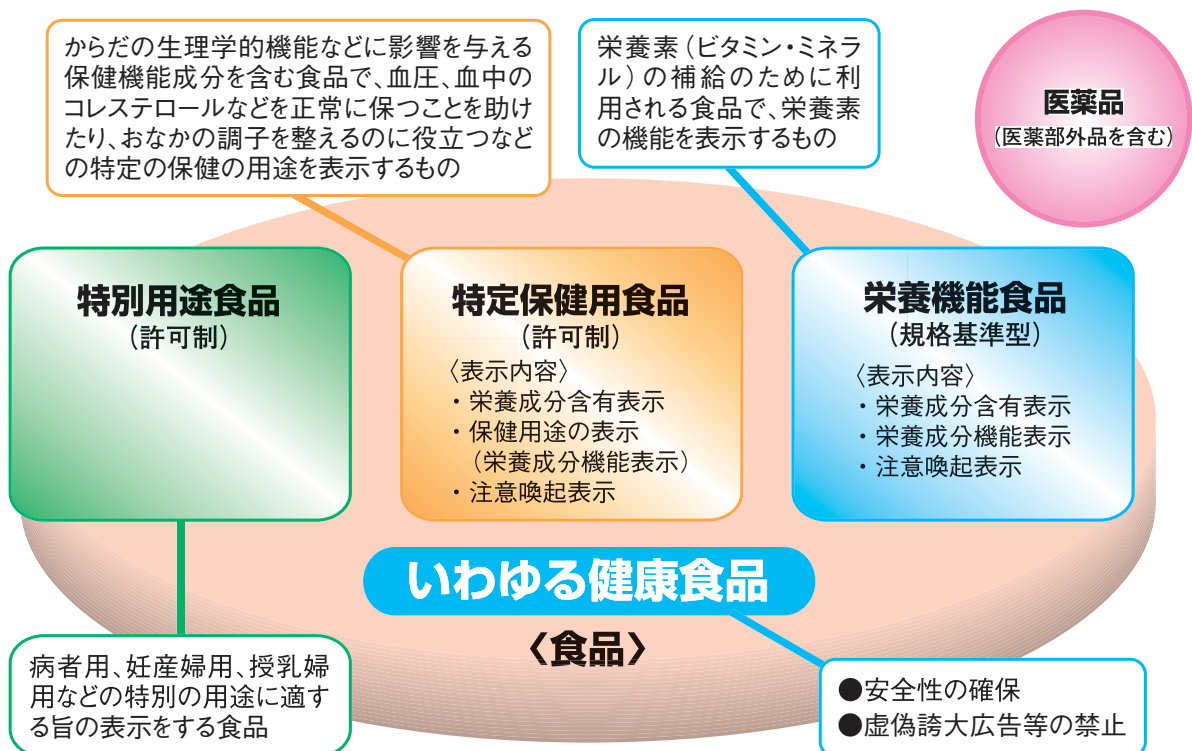 からだの生理学的機能などに影響を与える
保健機能成分を含む食品で、血圧、血中の
コレステロールなどを正常に保つことを助け
たり、おなかの調子を整えるのに役立つなど
の特定の保健の用途を表示するもの
栄養素（ビタミン・ミネラ
ル）の補給のために利
用される食品で、栄養素
の機能を表示するもの
医薬品
（医薬部外品を含む）
特別用途食品
（許可制）
特定保健用食品
（許可制）
〈表示内容〉
・栄養成分含有表示
・保健用途の表示
（栄養成分機能表示）
・注意喚起表示
栄養機能食品
（規格基準型）
〈表示内容〉
・栄養成分含有表示
・栄養成分機能表示
・注意喚起表示
いわゆる健康食品
〈食品〉
病者用、妊産婦用、授乳婦
用などの特別の用途に適す
る旨の表示をする食品
●安全性の確保
●虚偽誇大広告等の禁止